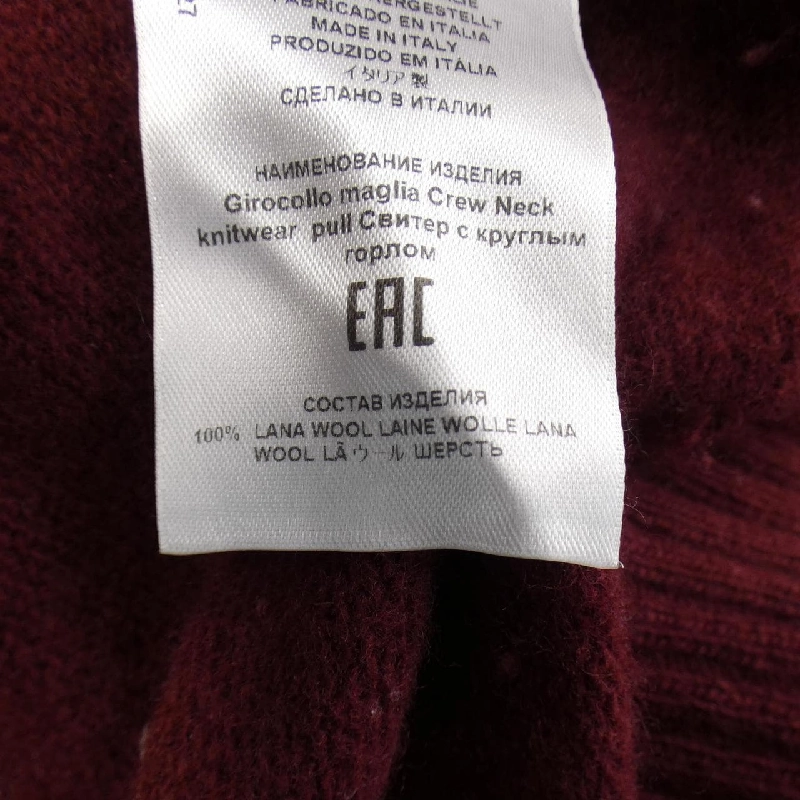 FABRICADO EN ITALIA
MADE IN ITALY
PRODUZIDO EM ITÁLIA
イタリア製
СДЕЛАНО В ИТАЛИИ
НАИМЕНОВАНИЕ ИЗДЕЛИЯ
Girocollo maglia Crew Neck
knitwear pull Свитер с круглым
горлом
EAC
СОСТАВ ИЗДЕЛИЯ
100% LANA WOOL LAINE WOLLE LANA
WOOL LÃ ウール ШЕРСТЬ